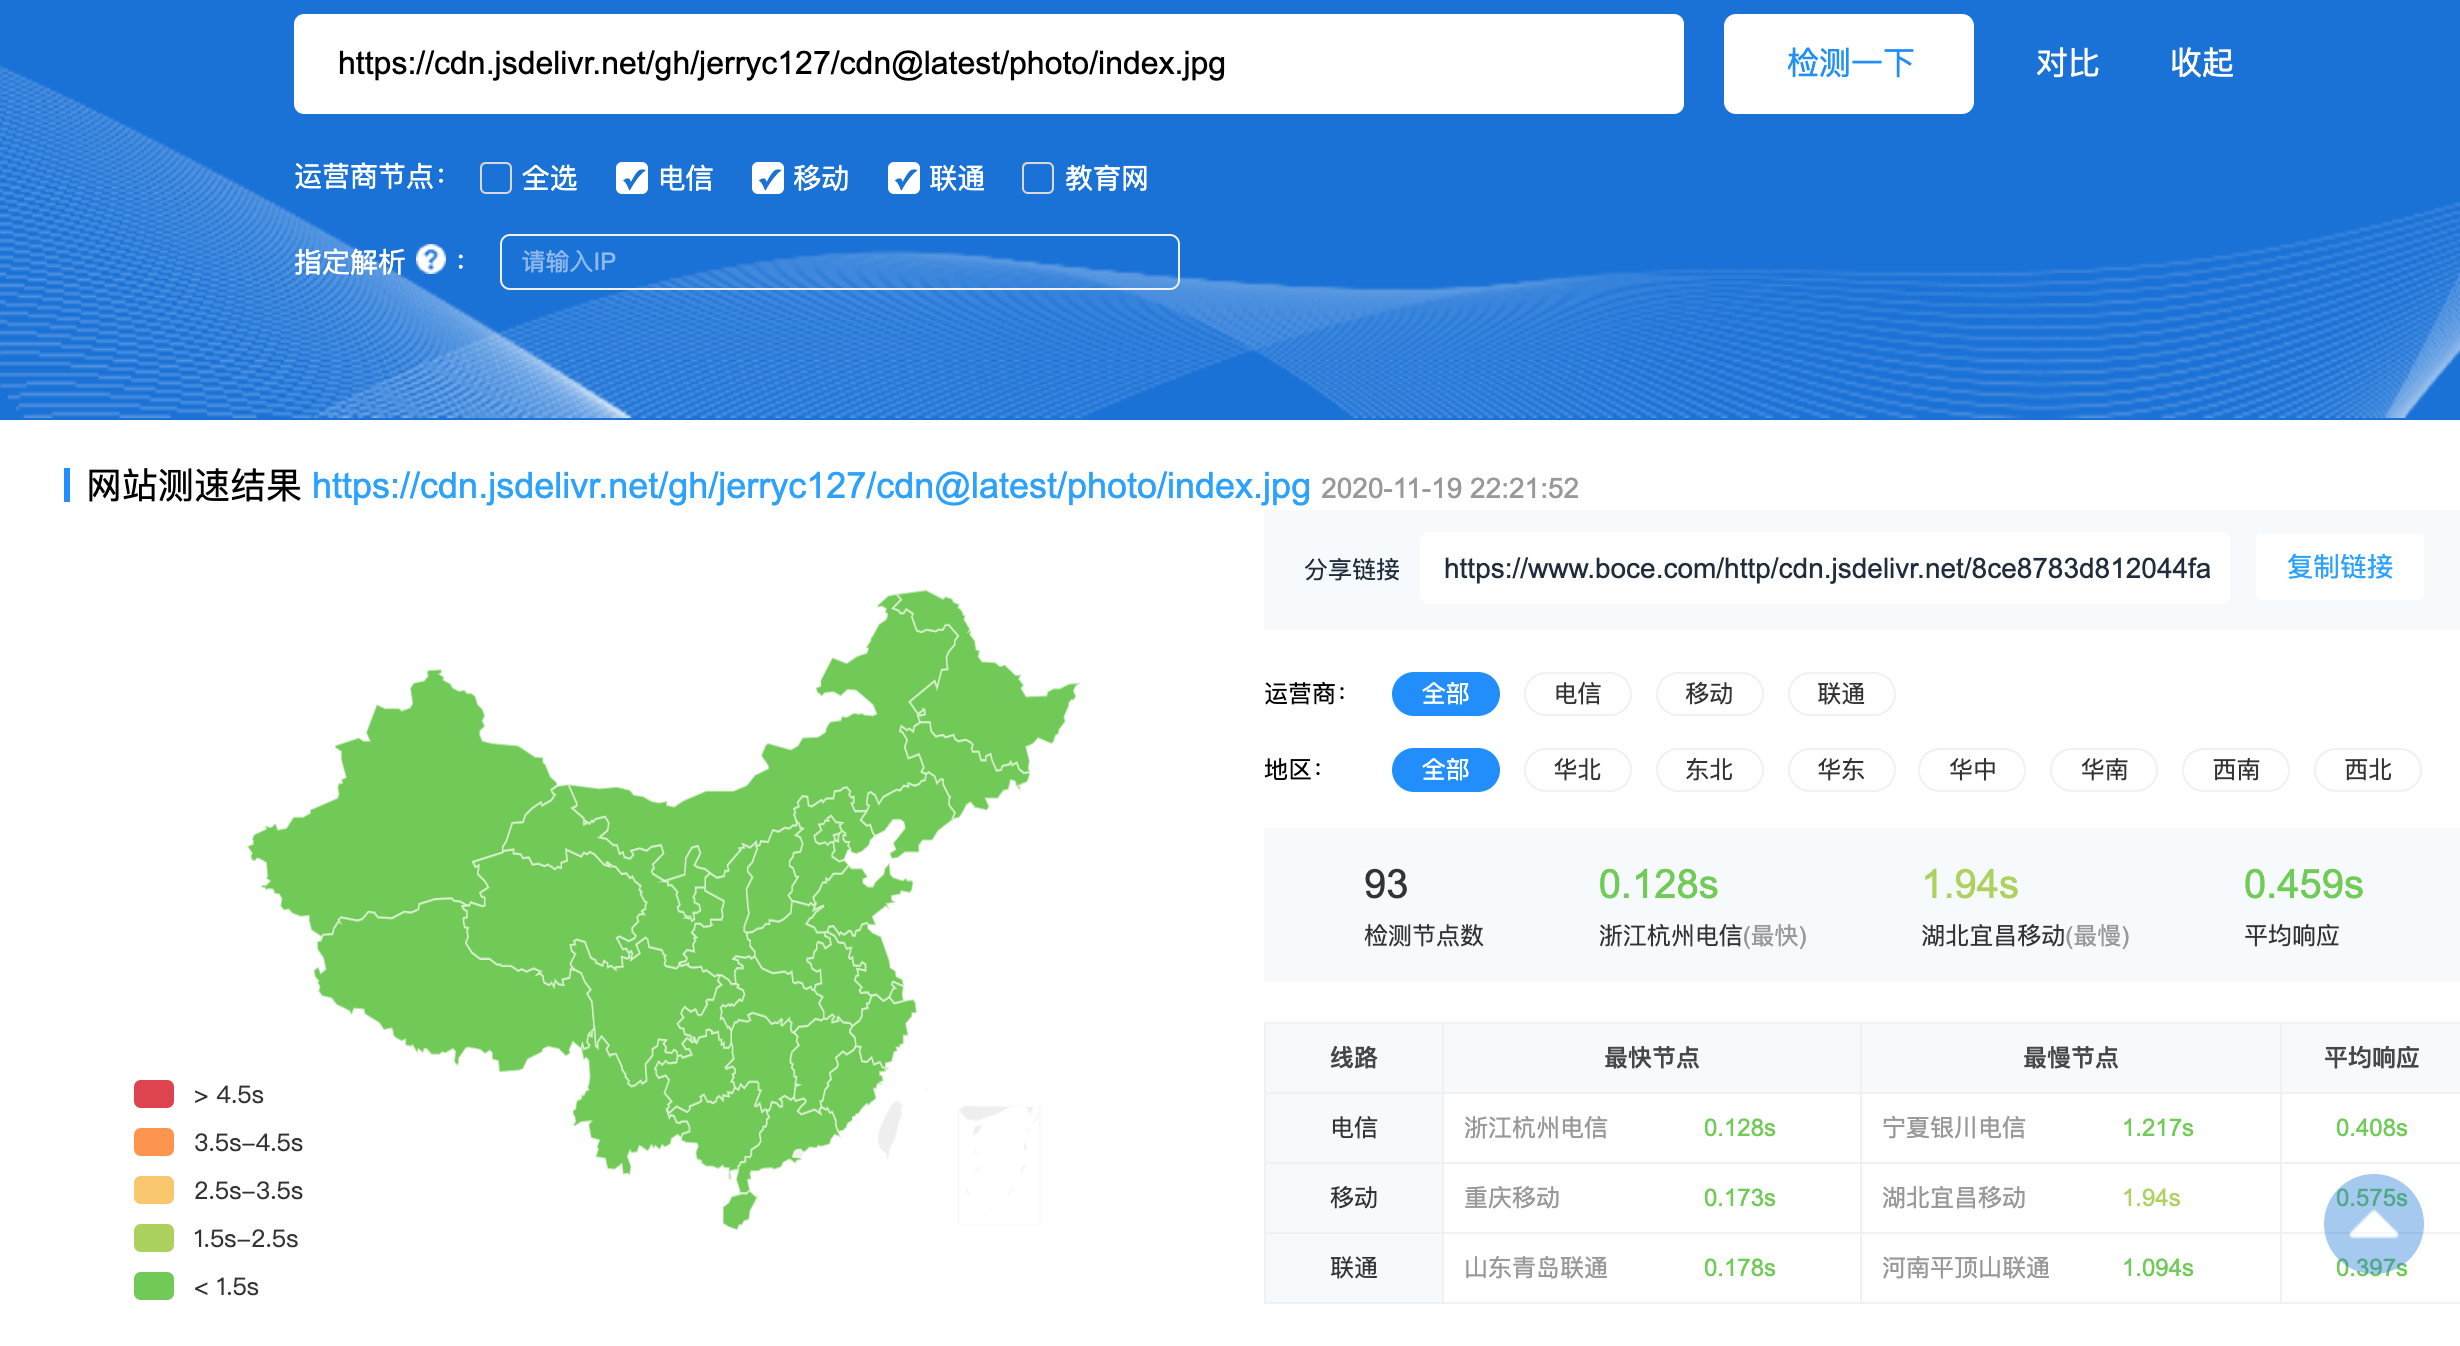 https://cdn.jsdelivr.net/gh/jerryc127/cdn@latest/photo/index.jpg 检测一下 对比 收起
运营商节点： 全选 电信 移动 联通 教育网
指定解析 ? ： 请输入IP
网站测速结果 https://cdn.jsdelivr.net/gh/jerryc127/cdn@latest/photo/index.jpg 2020-11-19 22:21:52
分享链接 https://www.boce.com/http/cdn.jsdelivr.net/8ce8783d812044fa 复制链接
运营商： 全部 电信 移动 联通
地区： 全部 华北 东北 华东 华中 华南 西南 西北
93 0.128s 1.94s 0.459s
检测节点数 浙江杭州电信(最快) 湖北宜昌移动(最慢) 平均响应
线路 最快节点 最慢节点 平均响应
电信 浙江杭州电信 0.128s 宁夏银川电信 1.217s 0.408s
移动 重庆移动 0.173s 湖北宜昌移动 1.94s 0.575s
联通 山东青岛联通 0.178s 河南平顶山联通 1.094s 0.397s
> 4.5s
3.5s–4.5s
2.5s–3.5s
1.5s–2.5s
< 1.5s